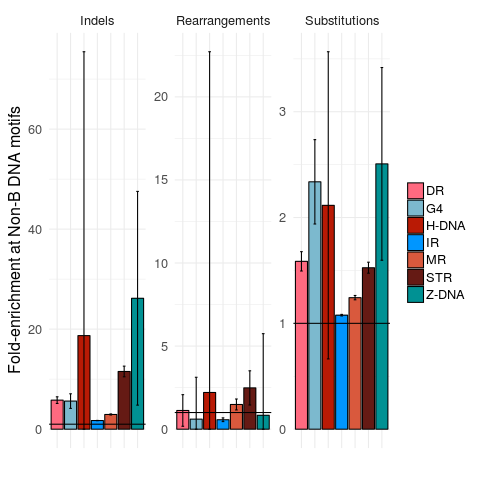 Indels Rearrangements Substitutions
Fold-enrichment at Non-B DNA motifs
60
40
20
0
20
15
10
5
0
3
2
1
0
DR
G4
H-DNA
IR
MR
STR
Z-DNA